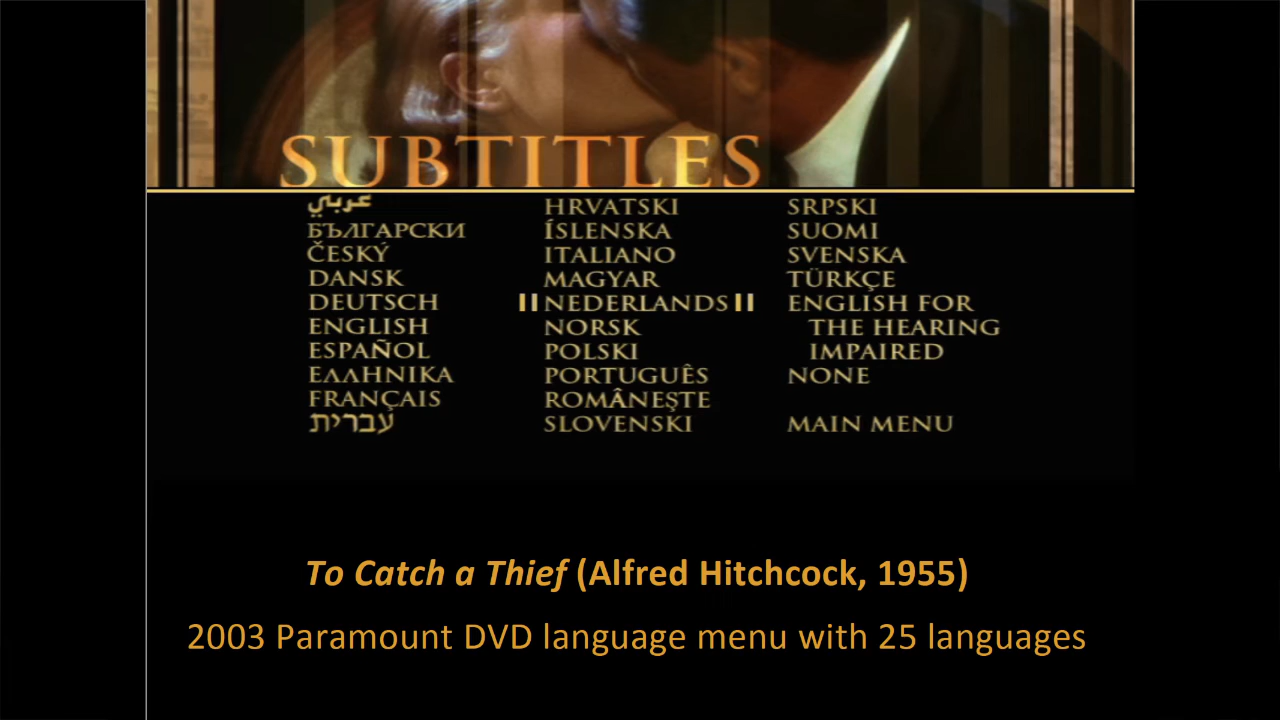 SUBTITLES
عربي
БЪЛГАРСКИ
ČESKÝ
DANSK
DEUTSCH
ENGLISH
ESPAÑOL
ΕΛΛΗΝΙΚΑ
FRANÇAIS
עברית
HRVATSKI
ÍSLENSKA
ITALIANO
MAGYAR
NEDERLANDS
NORSK
POLSKI
PORTUGUÊS
ROMÂNEŞTE
SLOVENSKI
SRPSKI
SUOMI
SVENSKA
TÜRKÇE
ENGLISH FOR
THE HEARING
IMPAIRED
NONE
MAIN MENU
To Catch a Thief (Alfred Hitchcock, 1955)
2003 Paramount DVD language menu with 25 languages